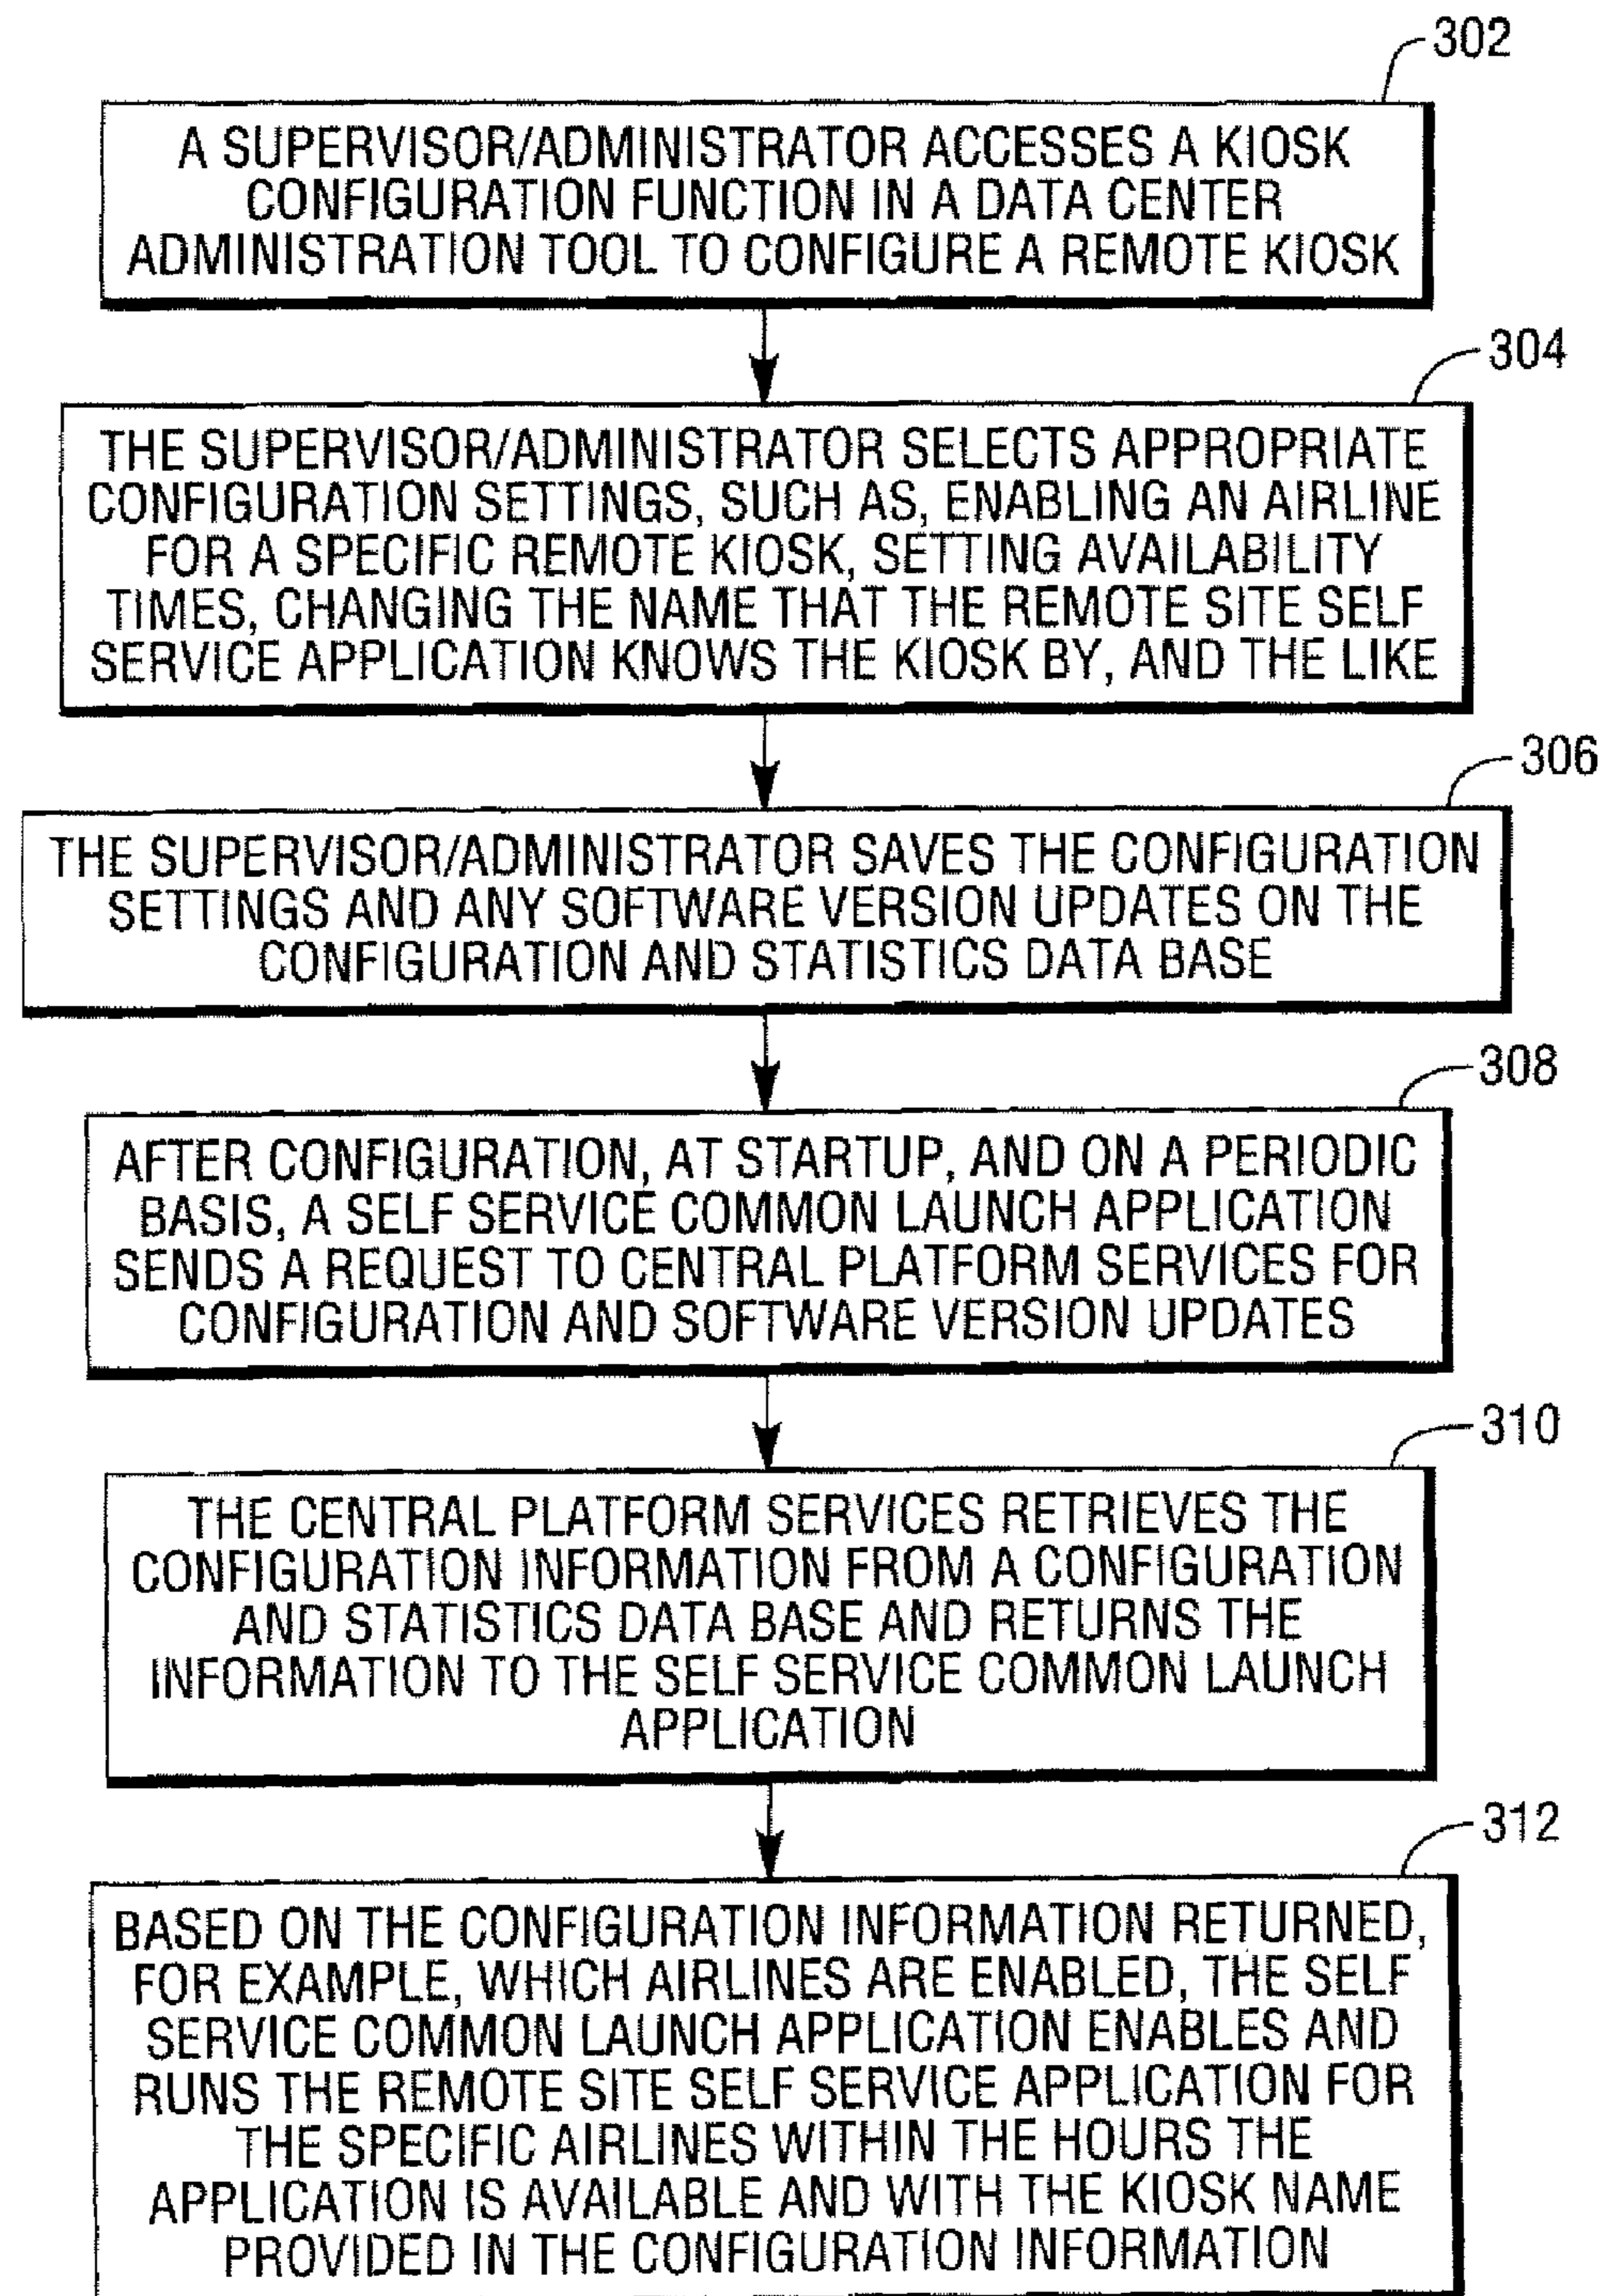 302
A SUPERVISOR/ADMINISTRATOR ACCESSES A KIOSK
CONFIGURATION FUNCTION IN A DATA CENTER
ADMINISTRATION TOOL TO CONFIGURE A REMOTE KIOSK
304
THE SUPERVISOR/ADMINISTRATOR SELECTS APPROPRIATE
CONFIGURATION SETTINGS, SUCH AS, ENABLING AN AIRLINE
FOR A SPECIFIC REMOTE KIOSK, SETTING AVAILABILITY
TIMES, CHANGING THE NAME THAT THE REMOTE SITE SELF
SERVICE APPLICATION KNOWS THE KIOSK BY, AND THE LIKE
306
THE SUPERVISOR/ADMINISTRATOR SAVES THE CONFIGURATION
SETTINGS AND ANY SOFTWARE VERSION UPDATES ON THE
CONFIGURATION AND STATISTICS DATA BASE
308
AFTER CONFIGURATION, AT STARTUP, AND ON A PERIODIC
BASIS, A SELF SERVICE COMMON LAUNCH APPLICATION
SENDS A REQUEST TO CENTRAL PLATFORM SERVICES FOR
CONFIGURATION AND SOFTWARE VERSION UPDATES
310
THE CENTRAL PLATFORM SERVICES RETRIEVES THE
CONFIGURATION INFORMATION FROM A CONFIGURATION
AND STATISTICS DATA BASE AND RETURNS THE
INFORMATION TO THE SELF SERVICE COMMON LAUNCH
APPLICATION
312
BASED ON THE CONFIGURATION INFORMATION RETURNED,
FOR EXAMPLE, WHICH AIRLINES ARE ENABLED, THE SELF
SERVICE COMMON LAUNCH APPLICATION ENABLES AND
RUNS THE REMOTE SITE SELF SERVICE APPLICATION FOR
THE SPECIFIC AIRLINES WITHIN THE HOURS THE
APPLICATION IS AVAILABLE AND WITH THE KIOSK NAME
PROVIDED IN THE CONFIGURATION INFORMATION